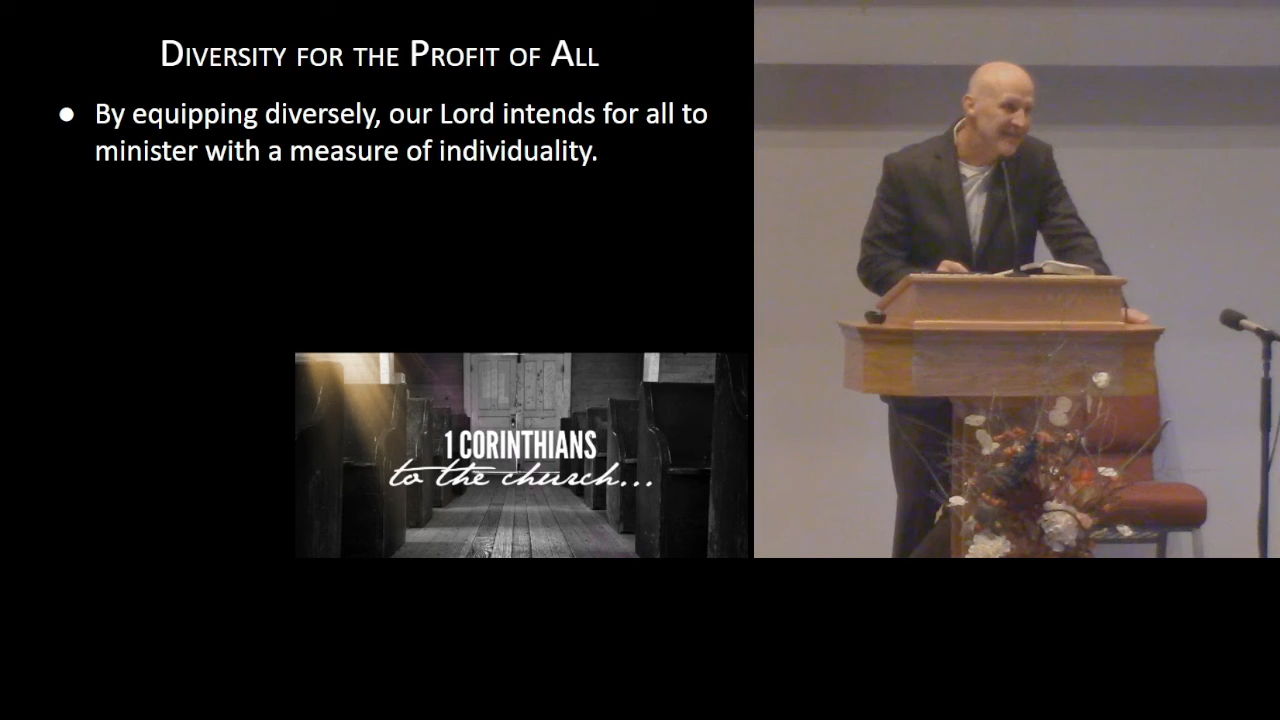 Diversity for the Profit of All
● By equipping diversely, our Lord intends for all to
minister with a measure of individuality.
1 CORINTHIANS
to the church...